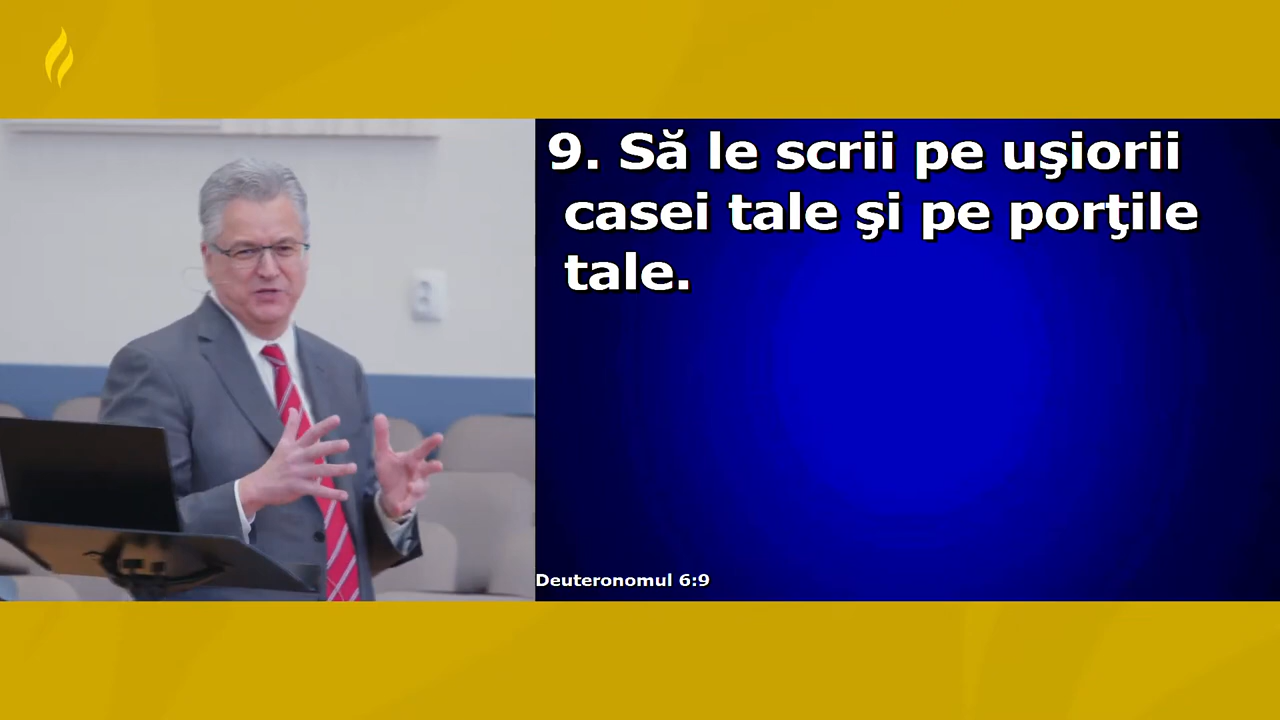 9. Să le scrii pe uşiorii
casei tale şi pe porţile
tale.
Deuteronomul 6:9